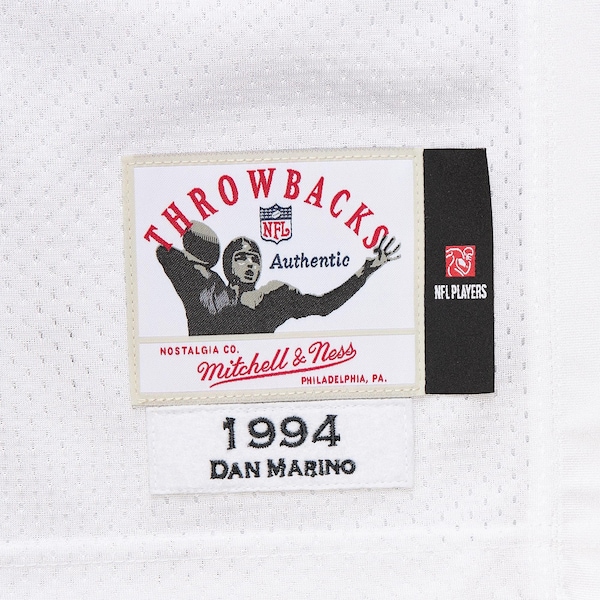 THROWBACKS
NFL
Authentic
NFL PLAYERS
NOSTALGIA CO.
Mitchell & Ness
PHILADELPHIA, PA.
1994
DAN MARINO